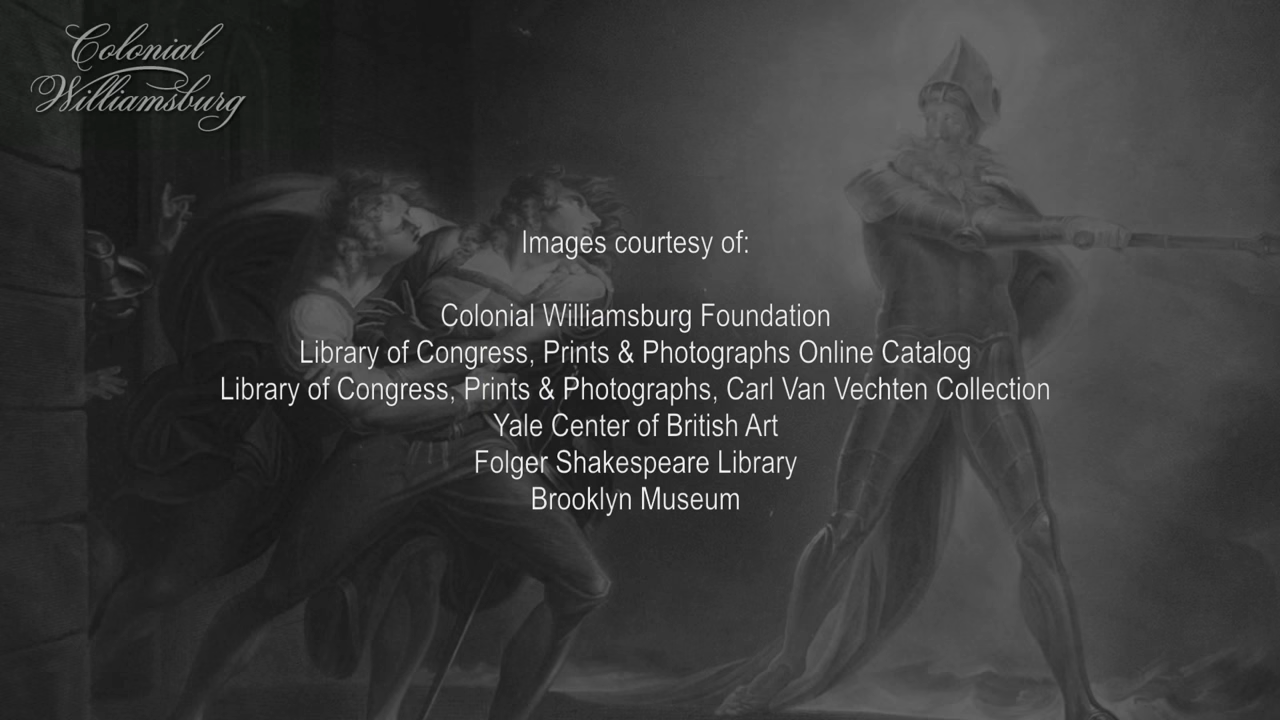 Colonial
Williamsburg
Images courtesy of:
Colonial Williamsburg Foundation
Library of Congress, Prints & Photographs Online Catalog
Library of Congress, Prints & Photographs, Carl Van Vechten Collection
Yale Center of British Art
Folger Shakespeare Library
Brooklyn Museum